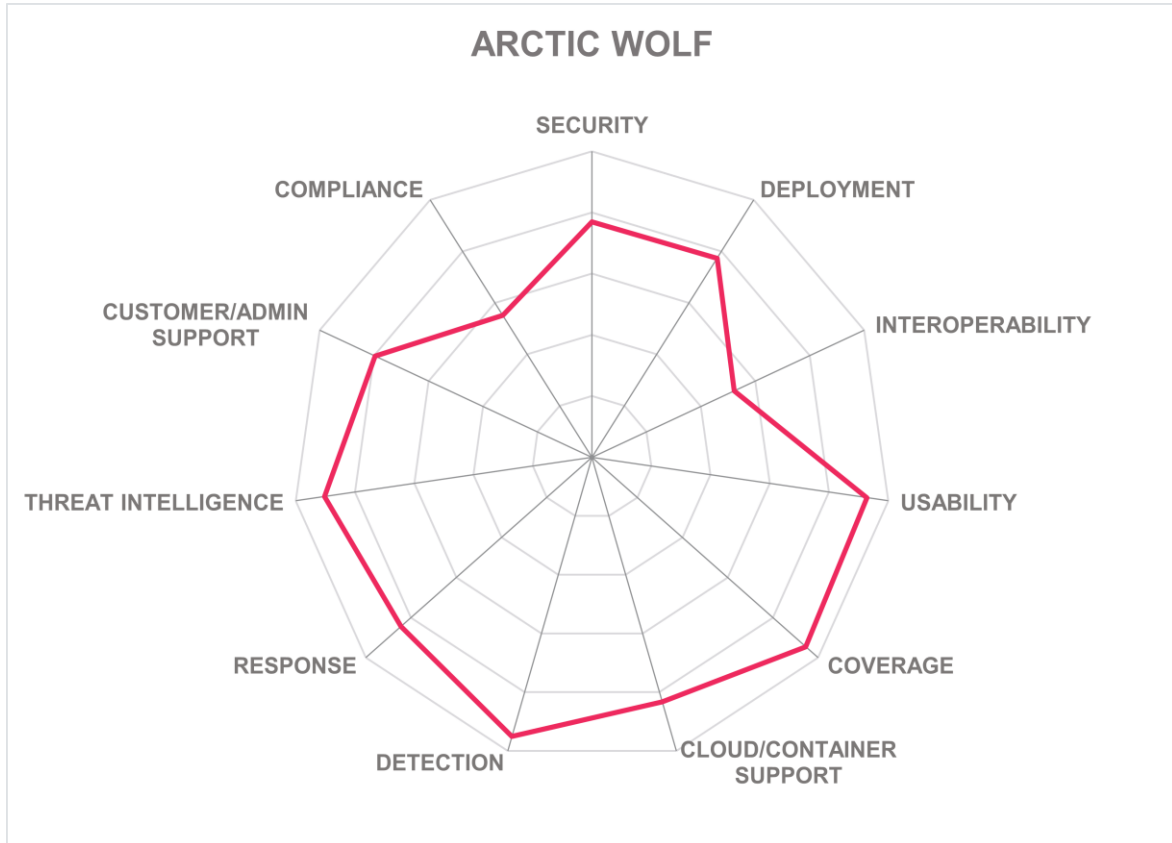 ARCTIC WOLF
SECURITY
DEPLOYMENT
INTEROPERABILITY
USABILITY
COVERAGE
CLOUD/CONTAINER
SUPPORT
DETECTION
RESPONSE
THREAT INTELLIGENCE
CUSTOMER/ADMIN
SUPPORT
COMPLIANCE